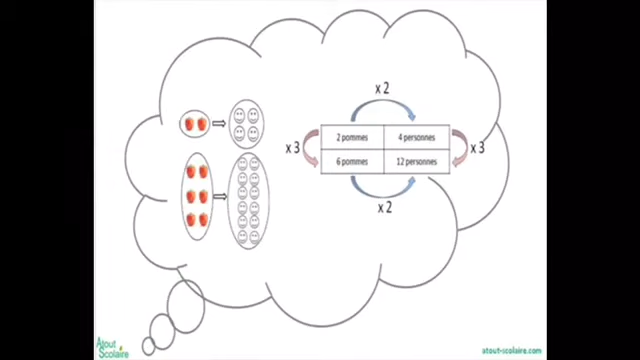 x 2
2 pommes 4 personnes
x 3 x 3
6 pommes 12 personnes
x 2
Atout
Scolaire
atout-scolaire.com